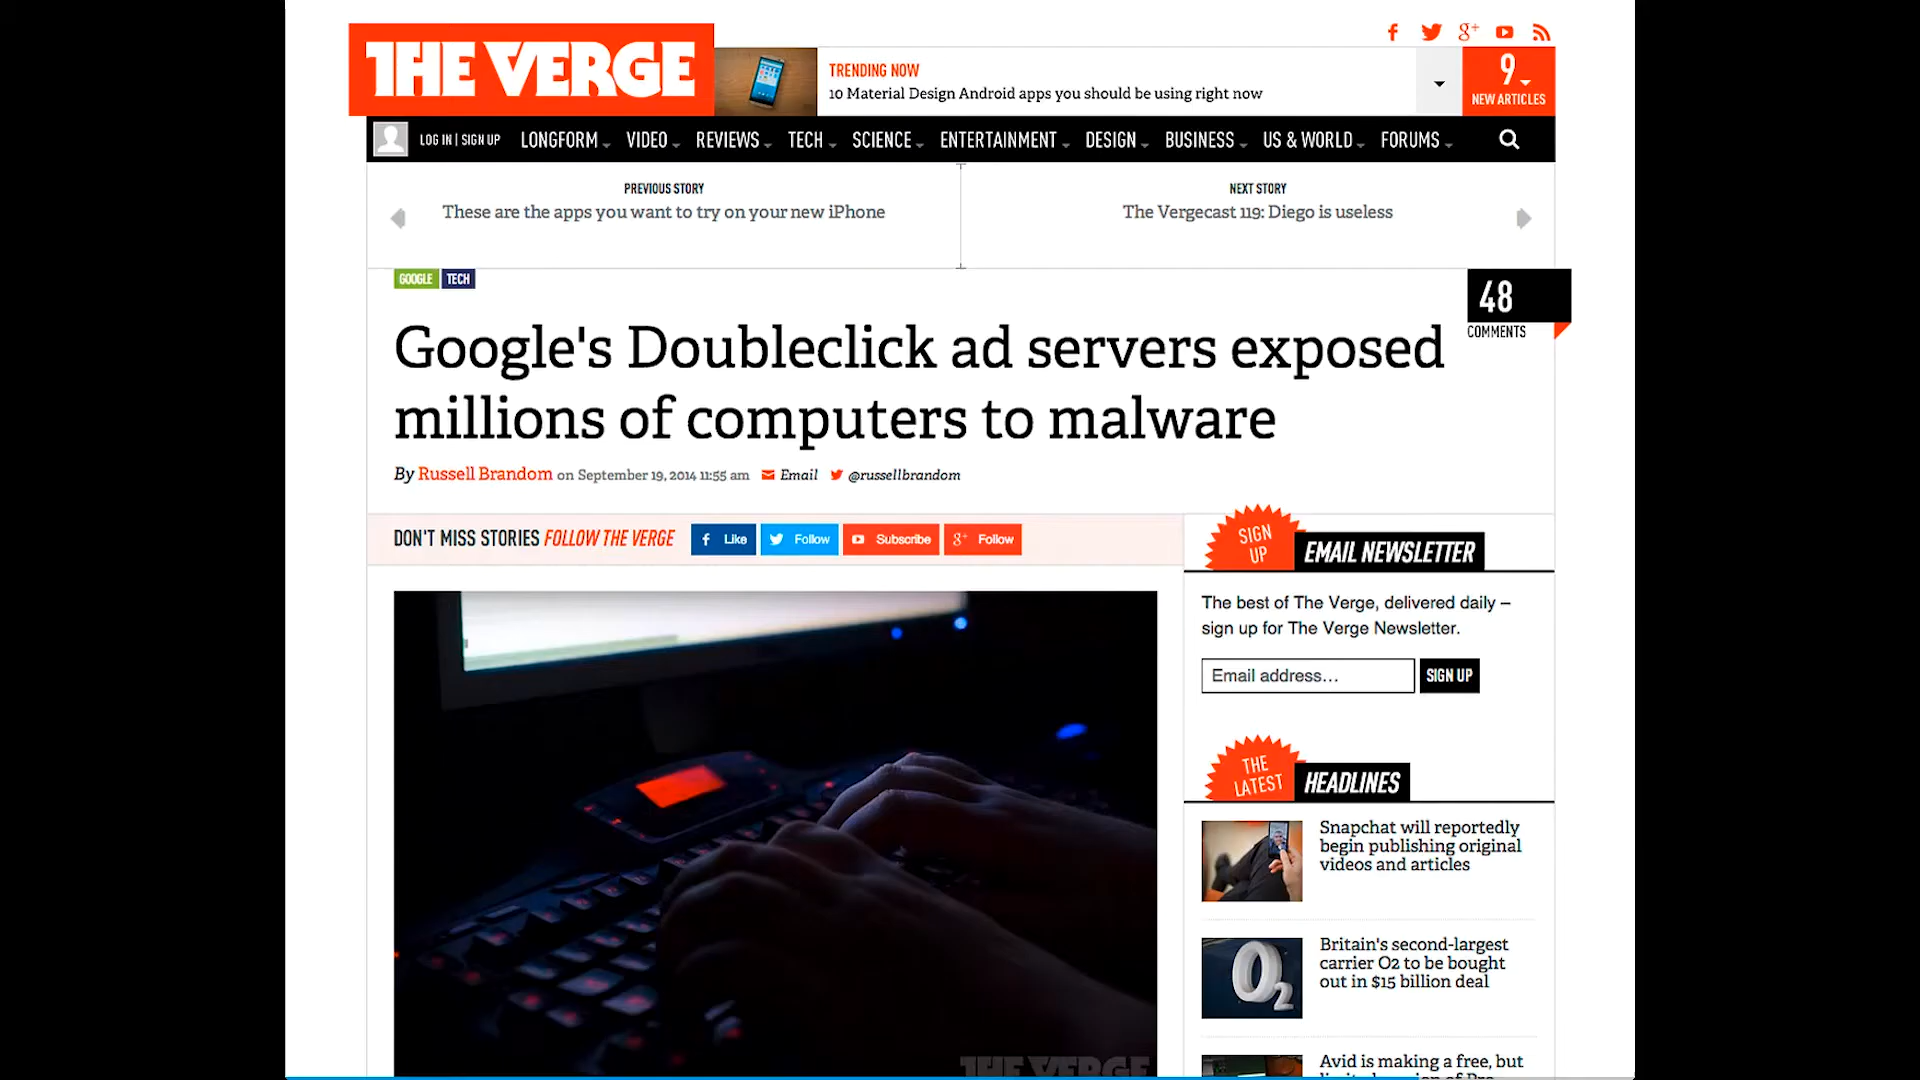 THE VERGE
TRENDING NOW
10 Material Design Android apps you should be using right now
9
NEW ARTICLES
LOG IN | SIGN UP
LONGFORM
VIDEO
REVIEWS
TECH
SCIENCE
ENTERTAINMENT
DESIGN
BUSINESS
US & WORLD
FORUMS
PREVIOUS STORY
These are the apps you want to try on your new iPhone
NEXT STORY
The Vergecast 119: Diego is useless
GOOGLE
TECH
48
COMMENTS
Google's Doubleclick ad servers exposed
millions of computers to malware
By Russell Brandom on September 19, 2014 11:55 am Email @russellbrandom
DON'T MISS STORIES FOLLOW THE VERGE
Like
Follow
Subscribe
Follow
SIGN
UP
EMAIL NEWSLETTER
The best of The Verge, delivered daily –
sign up for The Verge Newsletter.
Email address...
SIGN UP
THE
LATEST
HEADLINES
Snapchat will reportedly
begin publishing original
videos and articles
O2
Britain's second-largest
carrier O2 to be bought
out in $15 billion deal
Avid is making a free, but
THE VERGE